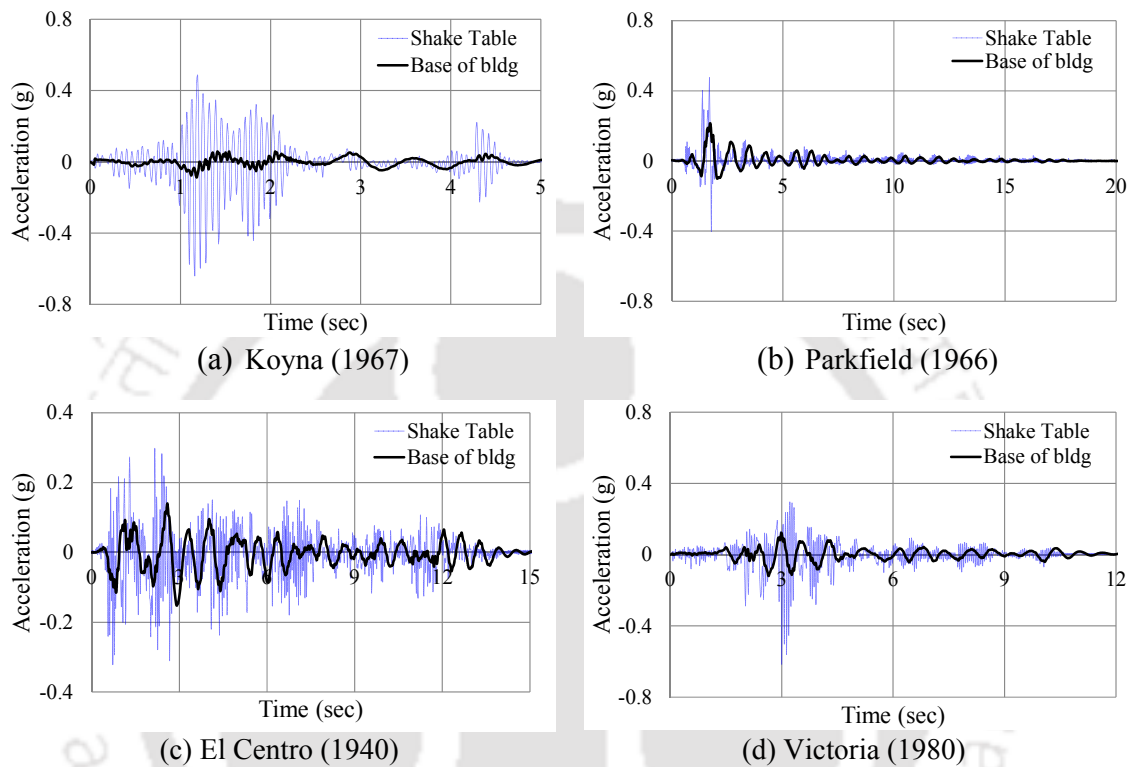 0.8
Shake Table
Base of bldg
0.4
0
-0.4
-0.8
0 1 2 3 4 5
Acceleration (g)
Time (sec)
(a) Koyna (1967)
0.8
Shake Table
Base of bldg
0.4
0
-0.4
-0.8
0 5 10 15 20
Acceleration (g)
Time (sec)
(b) Parkfield (1966)
0.4
Shake Table
Base of bldg
0.2
0
-0.2
-0.4
0 3 6 9 12 15
Acceleration (g)
Time (sec)
(c) El Centro (1940)
0.8
Shake Table
Base of bldg
0.4
0
-0.4
-0.8
0 3 6 9 12
Acceleration (g)
Time (sec)
(d) Victoria (1980)